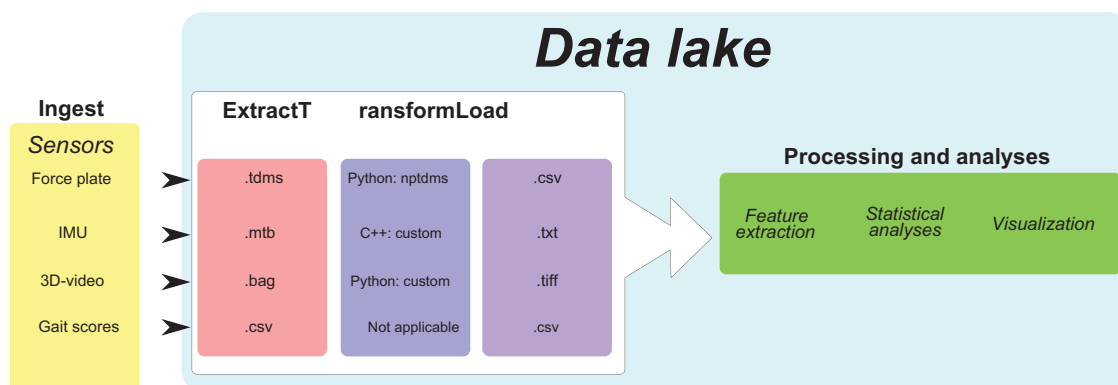 Data lake
Ingest
ExtractT ransformLoad
Sensors
Processing and analyses
Force plate .tdms Python: nptdms .csv
IMU .mtb C++: custom .txt
3D-video .bag Python: custom .tiff
Gait scores .csv Not applicable .csv
Feature
extraction
Statistical
analyses
Visualization